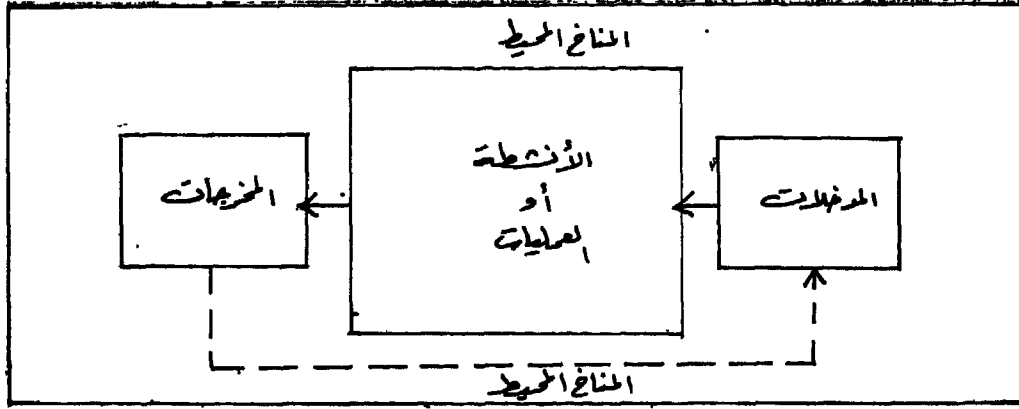 المناخ المحيط
المدخلات
الأنشطة
أو
العمليات
المخرجات
المناخ المحيط